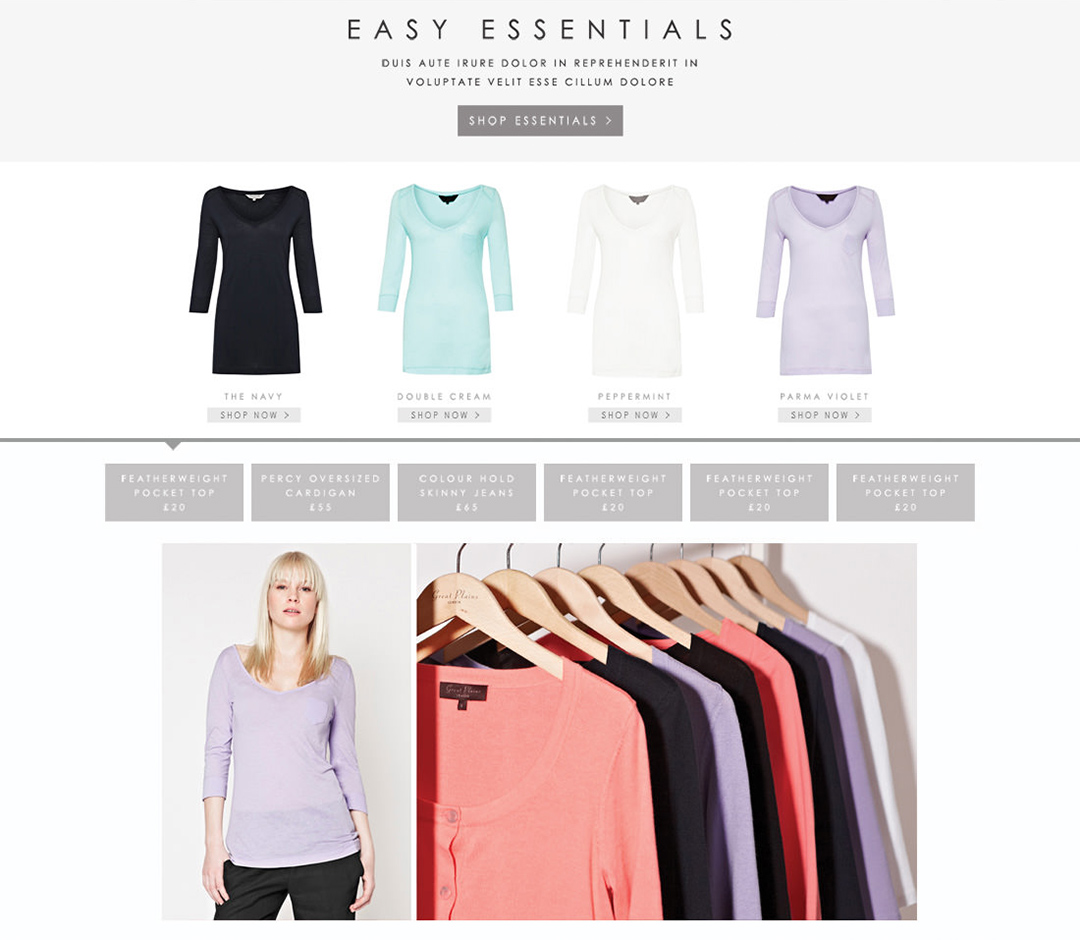 EASY ESSENTIALS
DUIS AUTE IRURE DOLOR IN REPREHENDERIT IN
VOLUPTATE VELIT ESSE CILLUM DOLORE
SHOP ESSENTIALS >
THE NAVY
SHOP NOW >
DOUBLE CREAM
SHOP NOW >
PEPPERMINT
SHOP NOW >
PARMA VIOLET
SHOP NOW >
FEATHERWEIGHT
POCKET TOP
£20
PERCY OVERSIZED
CARDIGAN
£55
COLOUR HOLD
SKINNY JEANS
£65
FEATHERWEIGHT
POCKET TOP
£20
FEATHERWEIGHT
POCKET TOP
£20
FEATHERWEIGHT
POCKET TOP
£20
Great Plains
Great Plains